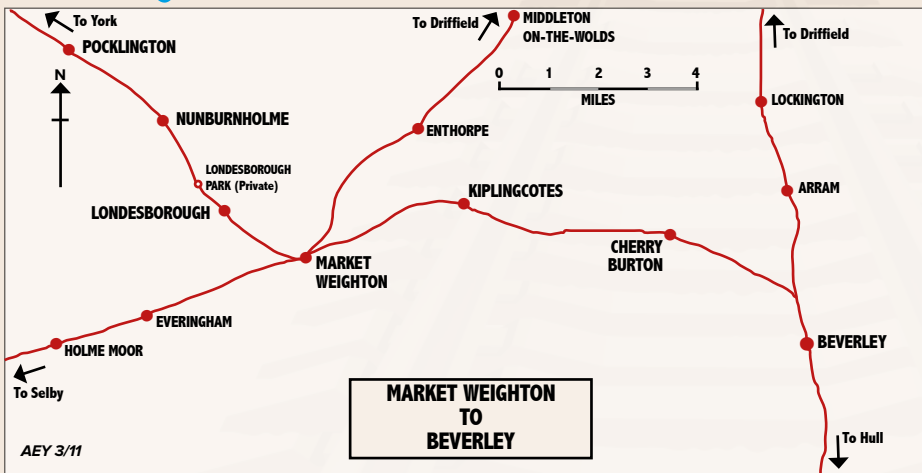 To York
POCKLINGTON
N
NUNBURNHOLME
LONDESBOROUGH
PARK (Private)
LONDESBOROUGH
To Driffield
MIDDLETON
ON-THE-WOLDS
0 1 2 3 4
MILES
ENTHORPE
KIPLINGCOTES
MARKET
WEIGHTON
CHERRY
BURTON
To Driffield
LOCKINGTON
ARRAM
BEVERLEY
To Hull
EVERINGHAM
HOLME MOOR
To Selby
MARKET WEIGHTON
TO
BEVERLEY
AEY 3/11